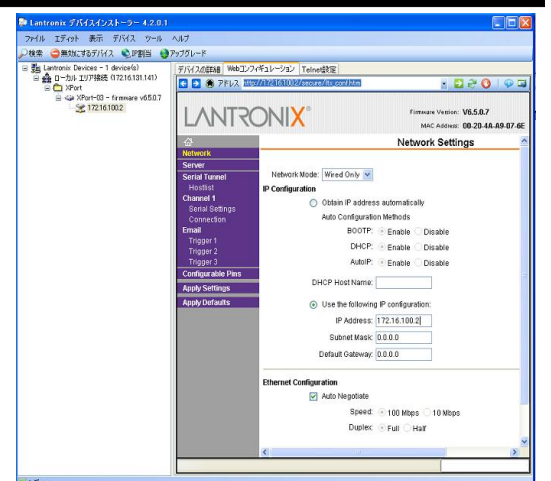 Lantronix デバイスインストーラー 4.2.0.1
ファイル エディット 表示 デバイス ツール ヘルプ
検索 無効にするデバイス IP割当 アップグレード
Lantronix Devices - 1 device(s)
ローカル エリア接続 (172.16.131.141)
XPort
XPort-03 - firmware v6.5.0.7
172.16.100.2
デバイスの詳細 Webコンフィギュレーション Telnet設定
アドレス http://172.16.100.2/secure/ltx_conf.htm
LANTRONIX®
Firmware Version: V6.5.0.7
MAC Address: 00-20-4A-A9-07-6E
Network
Server
Serial Tunnel
Hostlist
Channel 1
Serial Settings
Connection
Email
Trigger 1
Trigger 2
Trigger 3
Configurable Pins
Apply Settings
Apply Defaults
Network Settings
Network Mode: Wired Only
IP Configuration
Obtain IP address automatically
Auto Configuration Methods
BOOTP: Enable Disable
DHCP: Enable Disable
AutoIP: Enable Disable
DHCP Host Name:
Use the following IP configuration:
IP Address: 172.16.100.2
Subnet Mask: 0.0.0.0
Default Gateway: 0.0.0.0
Ethernet Configuration
Auto Negotiate
Speed: 100 Mbps 10 Mbps
Duplex: Full Half